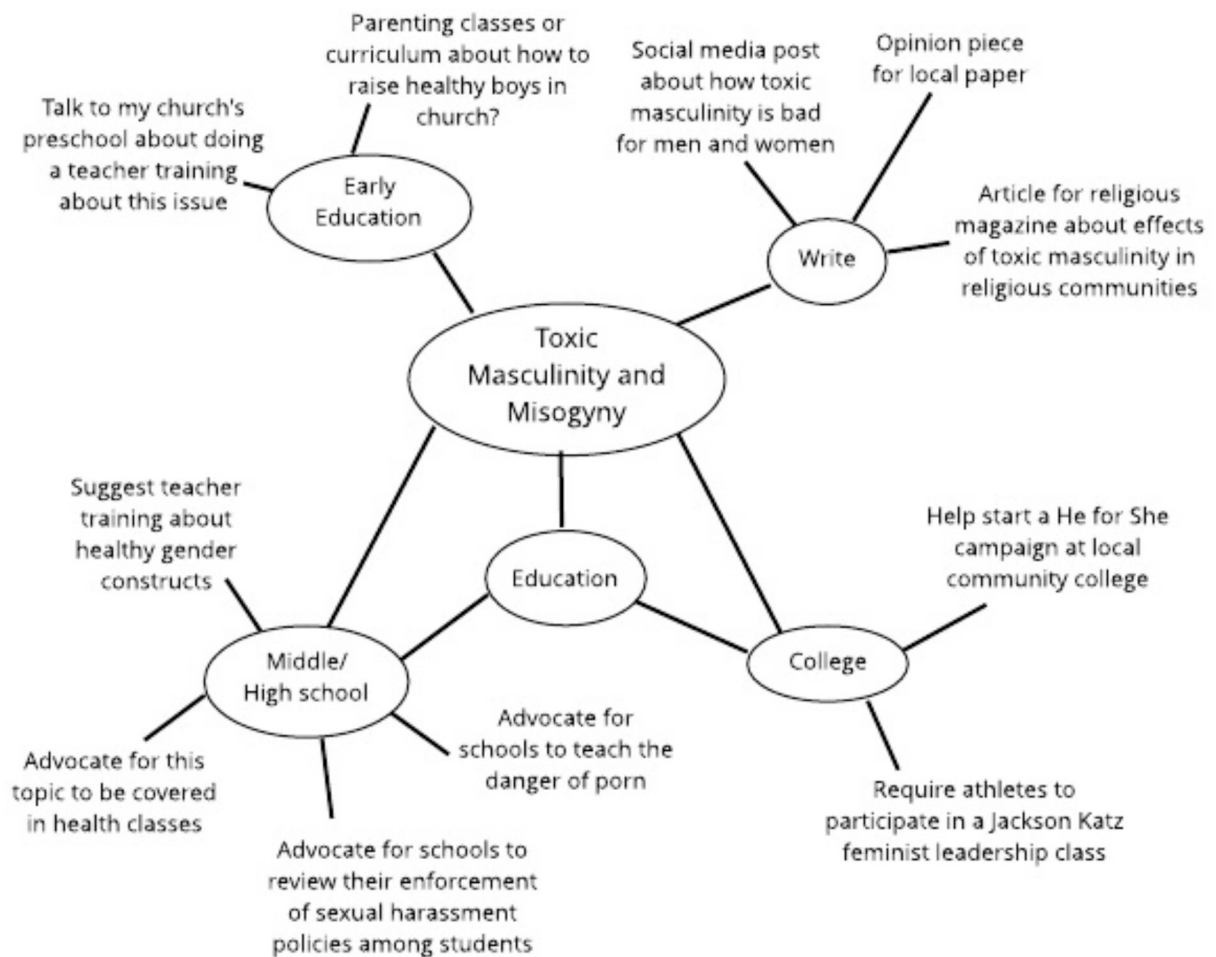 Parenting classes or
curriculum about how to
raise healthy boys in
church?
Talk to my church's
preschool about doing
a teacher training
about this issue
Early
Education
Social media post
about how toxic
masculinity is bad
for men and women
Opinion piece
for local paper
Write
Article for religious
magazine about effects
of toxic masculinity in
religious communities
Toxic
Masculinity and
Misogyny
Suggest teacher
training about
healthy gender
constructs
Education
Help start a He for She
campaign at local
community college
Middle/
High school
College
Advocate for this
topic to be covered
in health classes
Advocate for
schools to teach the
danger of porn
Advocate for schools to
review their enforcement
of sexual harassment
policies among students
Require athletes to
participate in a Jackson Katz
feminist leadership class